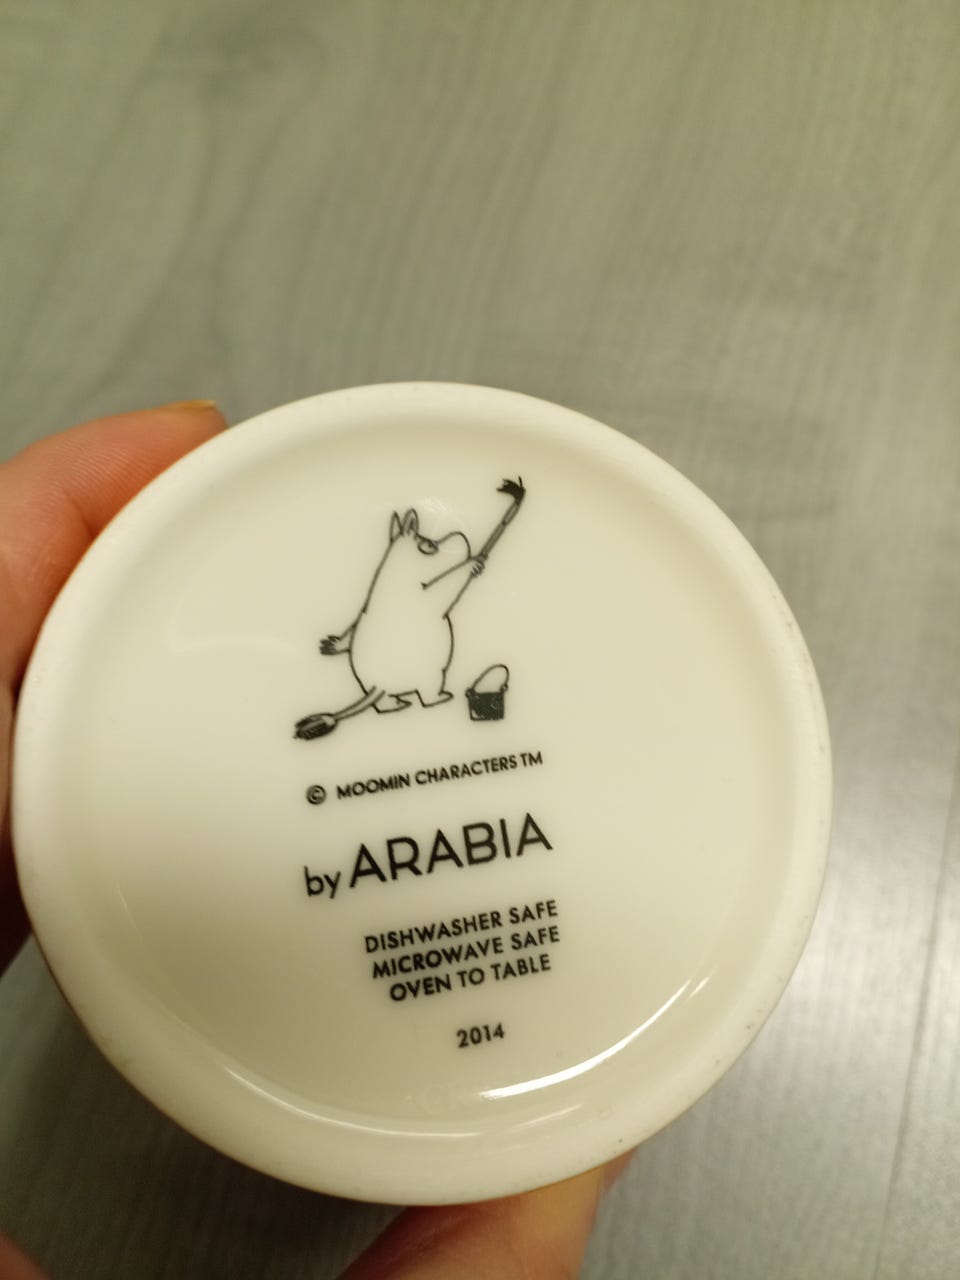 © MOOMIN CHARACTERS TM
by ARABIA
DISHWASHER SAFE
MICROWAVE SAFE
OVEN TO TABLE
2014